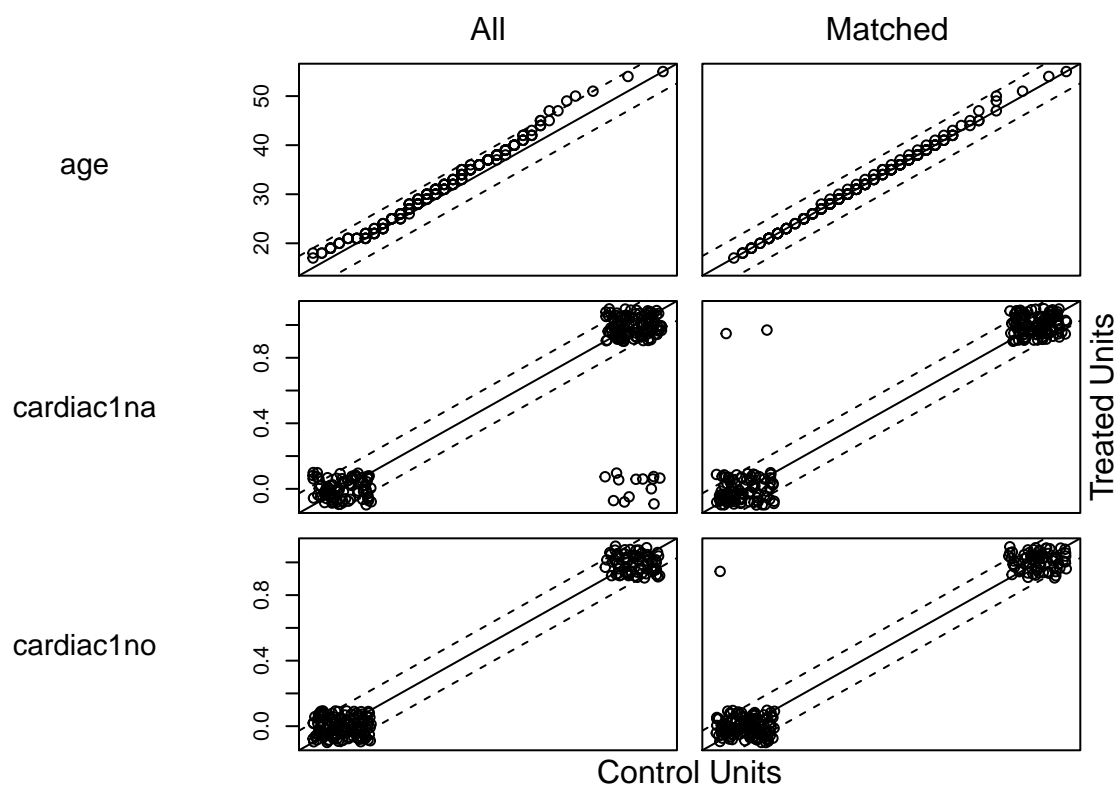 All
Matched
age
50
40
30
20
cardiac1na
0.8
0.4
0.0
Treated Units
cardiac1no
0.8
0.4
0.0
Control Units